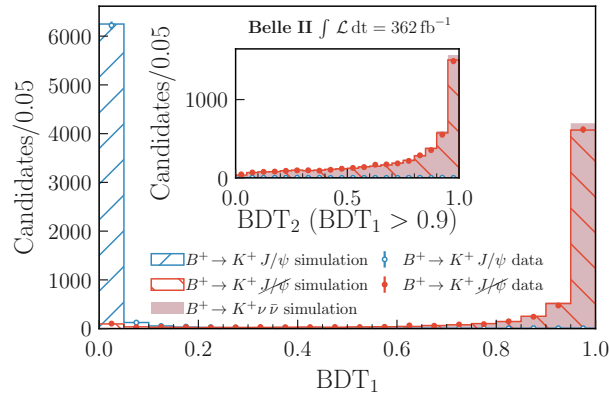 Belle II ∫ ℒ dt = 362 fb⁻¹
Candidates/0.05
6000
5000
4000
3000
2000
1000
0
Candidates/0.05
1000
0
0.0 0.5 1.0
BDT₂ (BDT₁ > 0.9)
B⁺→ K⁺ J/ψ simulation
B⁺→ K⁺ J/ψ data
B⁺→ K⁺ J̸/̸ψ̸ simulation
B⁺→ K⁺ J̸/̸ψ̸ data
B⁺→ K⁺ν ν̄ simulation
0.0 0.2 0.4 0.6 0.8 1.0
BDT₁